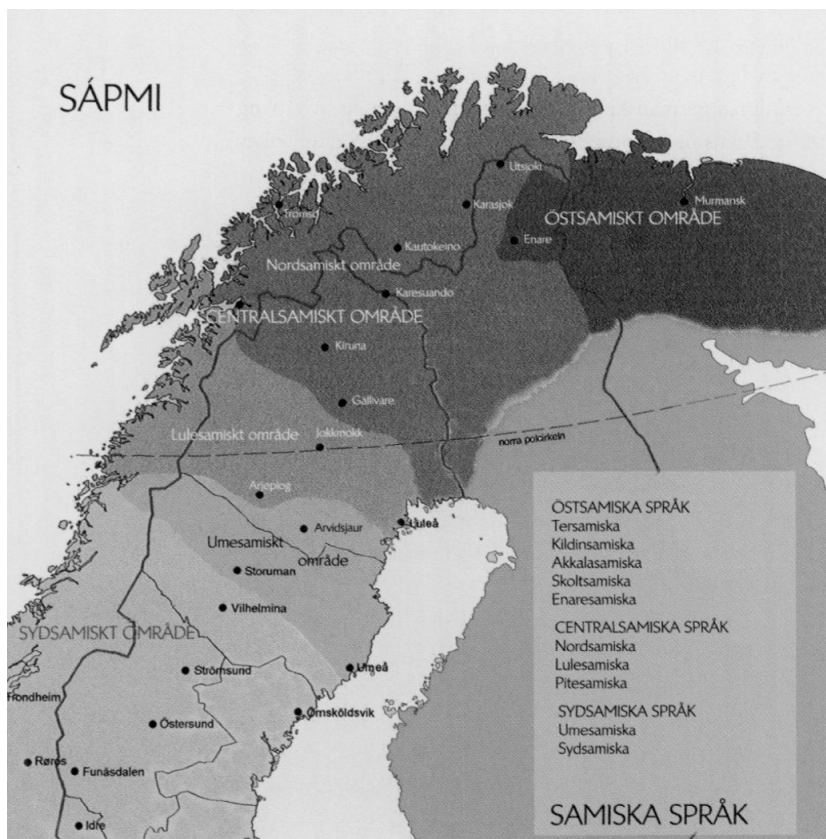 SÁPMI
Utsjoki
Tromsö
Karasjok
Murmansk
ÖSTSAMISKT OMRÅDE
Enare
Kautokeino
Nordsamiskt område
Karesuando
CENTRALSAMISKT OMRÅDE
Kiruna
Gällivare
Lulesamiskt område
Jokkmokk
norra polcirkeln
Arjeplog
Luleå
Arvidsjaur
Umesamiskt
område
Storuman
Vilhelmina
SYDSAMISKT OMRÅDE
Umeå
Strömsund
rondheim
Örnsköldsvik
Östersund
Røros
Funäsdalen
Idre
ÖSTSAMISKA SPRÅK
Tersamiska
Kildinsamiska
Akkalasamiska
Skoltsamiska
Enaresamiska
CENTRALSAMISKA SPRÅK
Nordsamiska
Lulesamiska
Pitesamiska
SYDSAMISKA SPRÅK
Umesamiska
Sydsamiska
SAMISKA SPRÅK